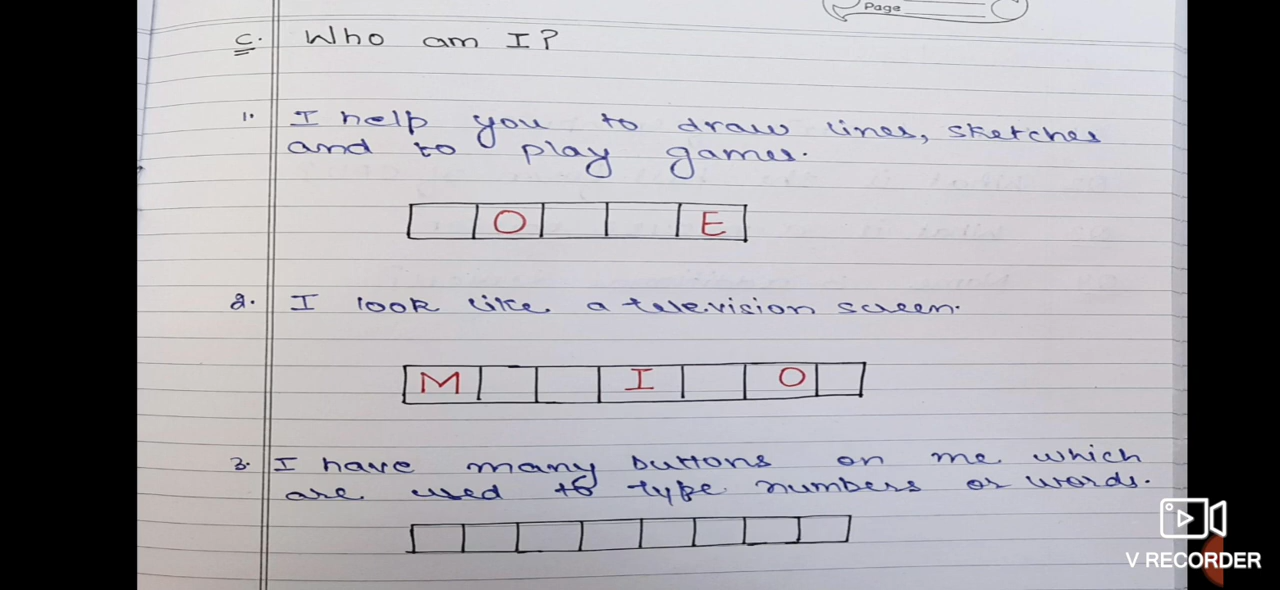 Page
C. Who am I?
1. I help you to draw lines, sketches
and to play games.
O E
2. I look like a television screen.
M I O
3. I have many buttons on me which
are used to type numbers or words.
V RECORDER